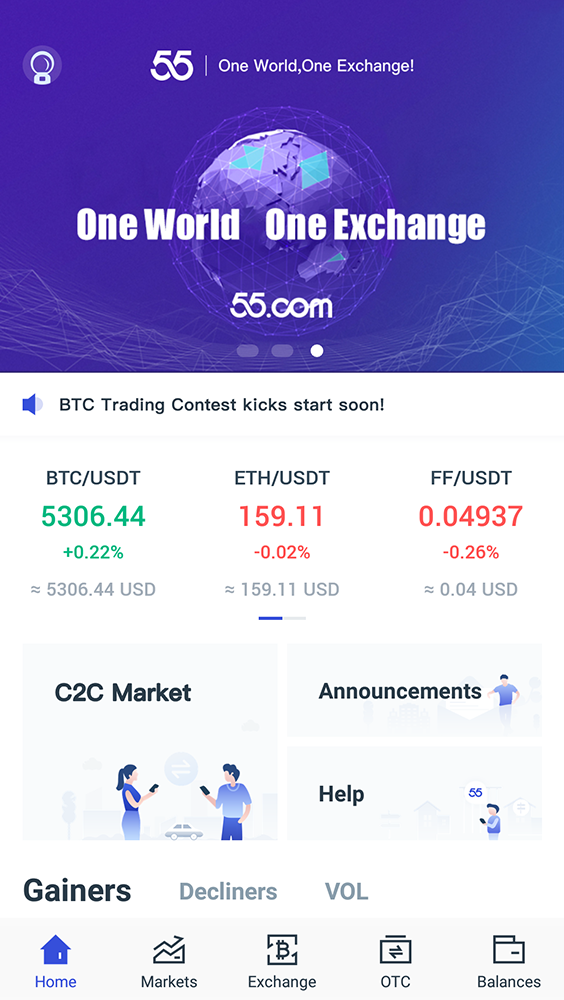 55 | One World,One Exchange!
One World One Exchange
55.com
BTC Trading Contest kicks start soon!
BTC/USDT ETH/USDT FF/USDT
5306.44 159.11 0.04937
+0.22% -0.02% -0.26%
≈ 5306.44 USD ≈ 159.11 USD ≈ 0.04 USD
C2C Market
Announcements
Help
55
Gainers Decliners VOL
Home Markets Exchange OTC Balances